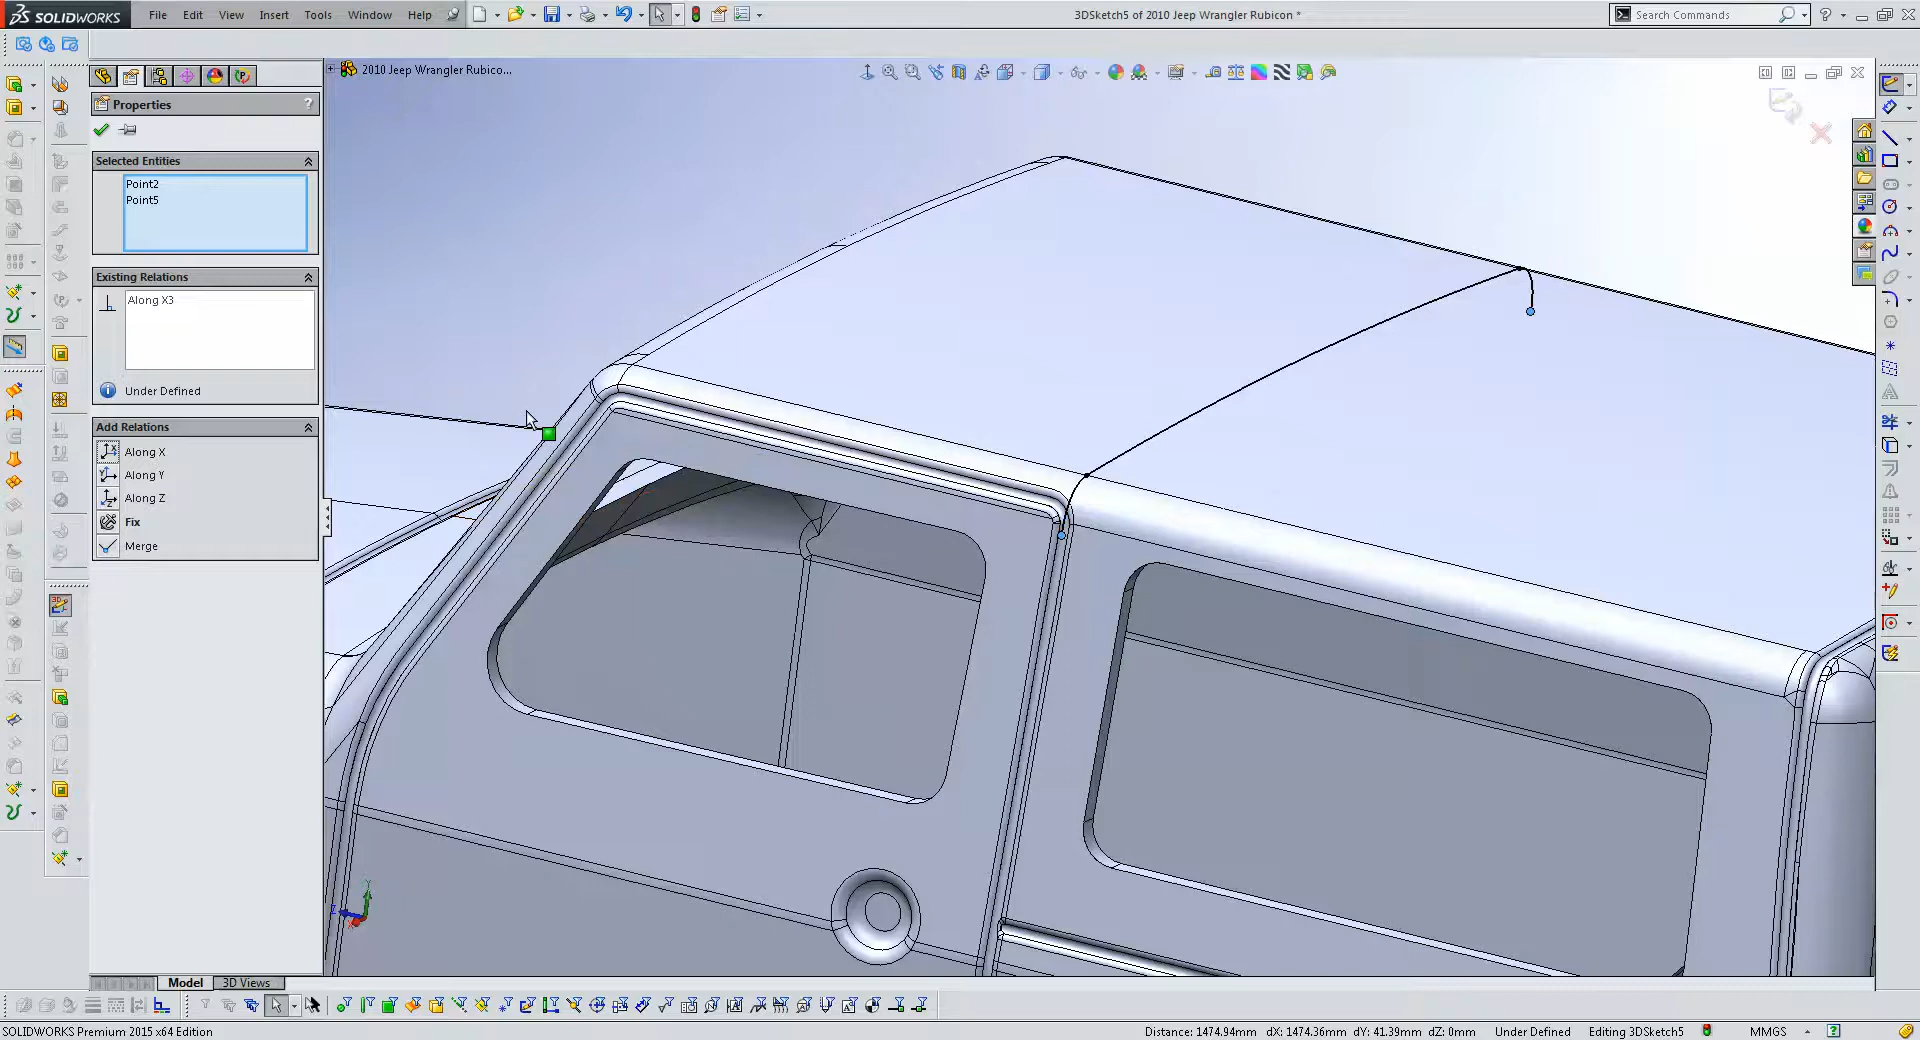 SOLIDWORKS
File Edit View Insert Tools Window Help
3DSketch5 of 2010 Jeep Wrangler Rubicon *
Search Commands
2010 Jeep Wrangler Rubico...
Properties
?
Selected Entities
Point2
Point5
Existing Relations
Along X3
Under Defined
Add Relations
Along X
Along Y
Along Z
Fix
Merge
Model
3D Views
SOLIDWORKS Premium 2015 x64 Edition
Distance: 1474.94mm dX: 1474.36mm dY: 41.39mm dZ: 0mm
Under Defined
Editing 3DSketch5
MMGS